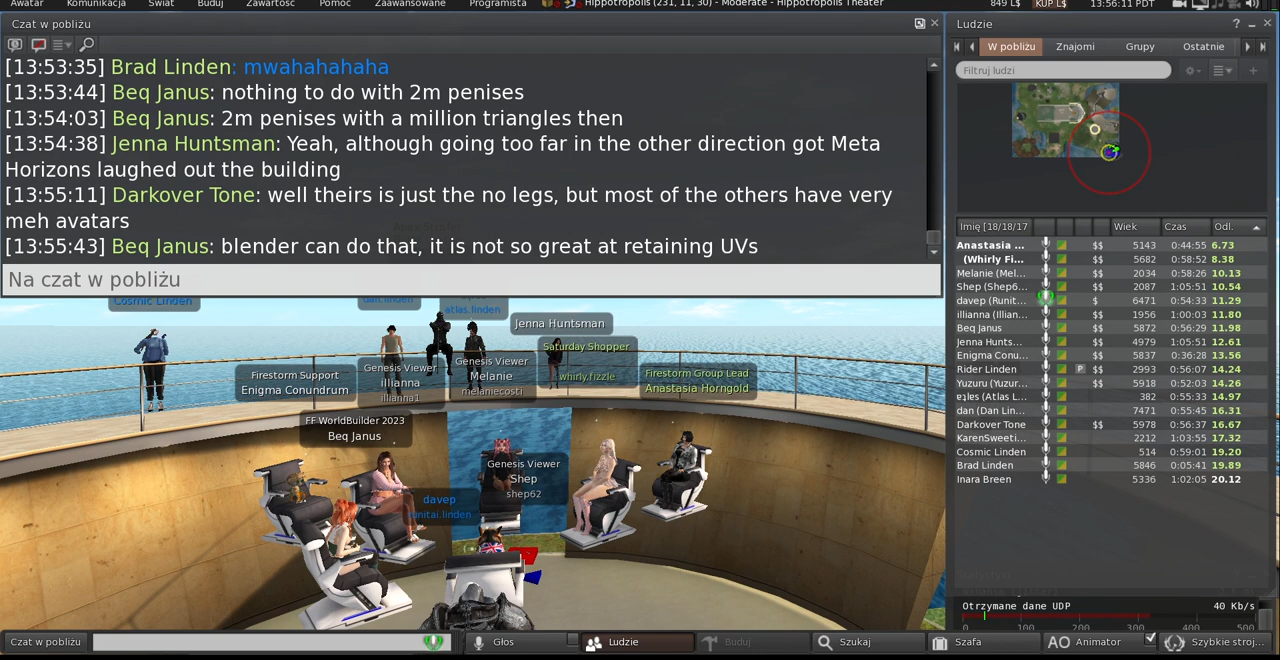 Awatar Świat Buduj Zawartość Pomoc Zaawansowane Programista Hippotropolis (231, 11, 30) - Moderate - Hippotropolis Theater 849 L$ KUP L$ 13:56:11 PDT
Czat w pobliżu
[13:53:35] Brad Linden: mwahahahaha
[13:53:44] Beq Janus: nothing to do with 2m penises
[13:54:03] Beq Janus: 2m penises with a million triangles then
[13:54:38] Jenna Huntsman: Yeah, although going too far in the other direction got Meta
Horizons laughed out the building
[13:55:11] Darkover Tone: well theirs is just the no legs, but most of the others have very
meh avatars
[13:55:43] Beq Janus: blender can do that, it is not so great at retaining UVs
Na czat w pobliżu
Cosmic Linden
dan.linden
atlas.linden
Jenna Huntsman
Saturday Shopper
whirly.fizzle
Genesis Viewer
Melanie
melaniecosti
Genesis Viewer
illianna
illianna1
Firestorm Support
Enigma Conundrum
Firestorm Group Lead
Anastasia Horngold
FF WorldBuilder 2023
Beq Janus
Genesis Viewer
Shep
shep62
davep
runitai.linden
Ludzie
? _ ×
W pobliżu Znajomi Grupy Ostatnie
Filtruj ludzi
Imię [18/18/17 Wiek Czas Odl.
Anastasia ... $$ 5143 0:44:55 6.73
(Whirly Fi... $$ 5682 0:58:52 8.38
Melanie (Mel... $$ 2034 0:58:26 10.13
Shep (Shep6... $$ 2087 1:05:51 10.54
davep (Runit... $ 6471 0:54:33 11.29
illianna (Illian... $$ 1956 1:00:03 11.80
Beq Janus $$ 5872 0:56:29 11.98
Jenna Hunts... $$ 4979 1:05:51 12.61
Enigma Conu... $$ 5837 0:36:28 13.56
Rider Linden P $$ 2993 0:56:07 14.24
Yuzuru (Yuzur... $$ 5918 0:52:03 14.26
(Atlas L... 382 0:55:33 14.97
dan (Dan Lin... 7471 0:55:45 16.31
Darkover Tone $$ 5978 0:56:37 16.67
KarenSweeti... 2212 1:03:55 17.32
Cosmic Linden 514 0:59:01 19.20
Brad Linden 5846 0:05:41 19.89
Inara Breen 5336 1:02:05 20.12
Otrzymane dane UDP 40 Kb/s
0 100 200 300 400 500
Czat w pobliżu Głos Ludzie Buduj Szukaj Szafa AO Animator Szybkie stroj...